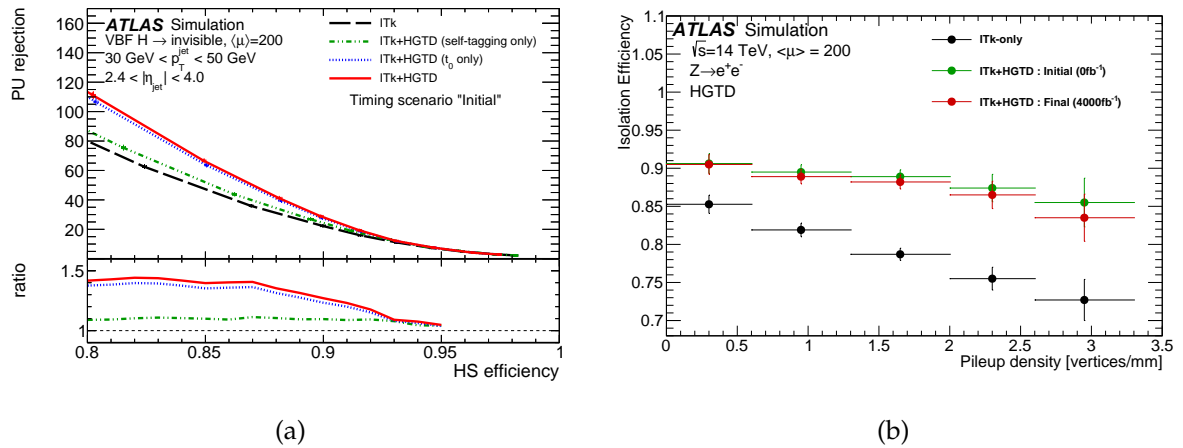 ATLAS Simulation
VBF H → invisible, ⟨μ⟩=200
30 GeV < p_T^jet < 50 GeV
2.4 < |η_jet| < 4.0
ITk
ITk+HGTD (self-tagging only)
ITk+HGTD (t_0 only)
ITk+HGTD
Timing scenario "Initial"
PU rejection
160
140
120
100
80
60
40
20
ratio
1.5
1
0.8 0.85 0.9 0.95 1
HS efficiency
(a)
ATLAS Simulation
√s=14 TeV, <μ> = 200
Z→e⁺e⁻
HGTD
ITk-only
ITk+HGTD : Initial (0fb⁻¹)
ITk+HGTD : Final (4000fb⁻¹)
Isolation Efficiency
1.1
1.05
1
0.95
0.9
0.85
0.8
0.75
0.7
0 0.5 1 1.5 2 2.5 3 3.5
Pileup density [vertices/mm]
(b)